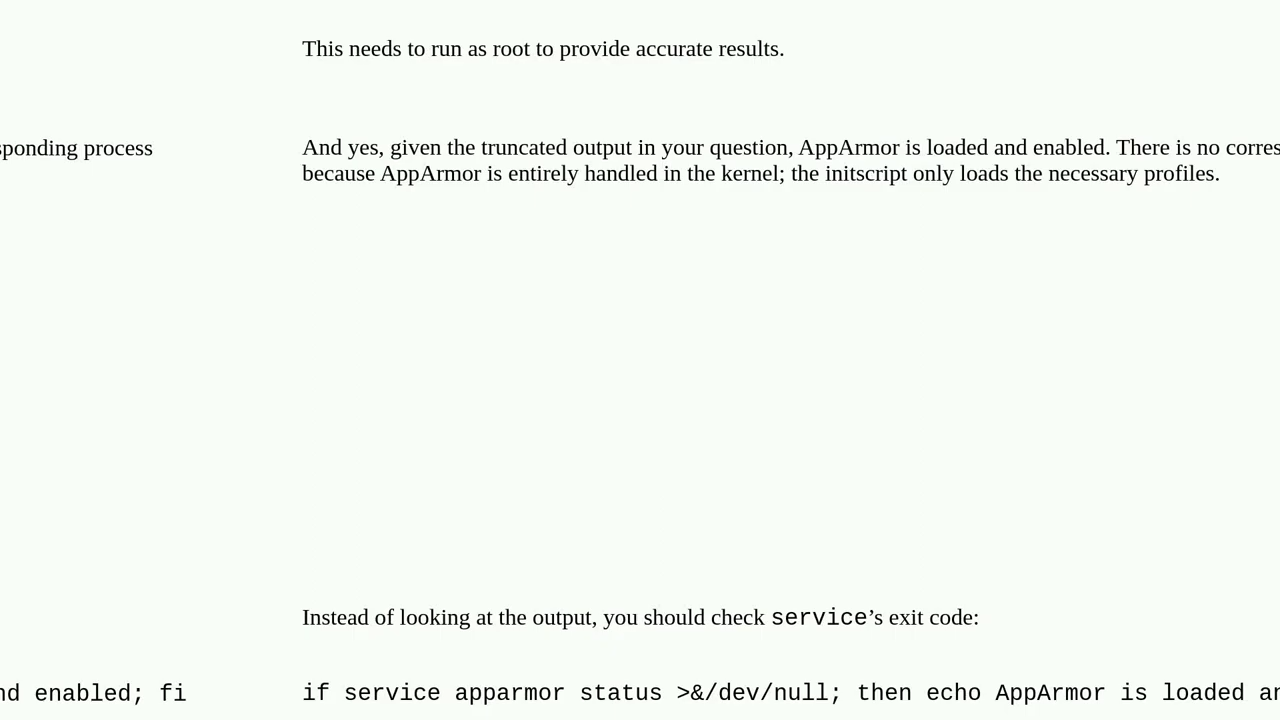 This needs to run as root to provide accurate results.
sponding process
And yes, given the truncated output in your question, AppArmor is loaded and enabled. There is no corres
because AppArmor is entirely handled in the kernel; the initscript only loads the necessary profiles.
Instead of looking at the output, you should check service’s exit code:
nd enabled; fi
if service apparmor status >&/dev/null; then echo AppArmor is loaded an